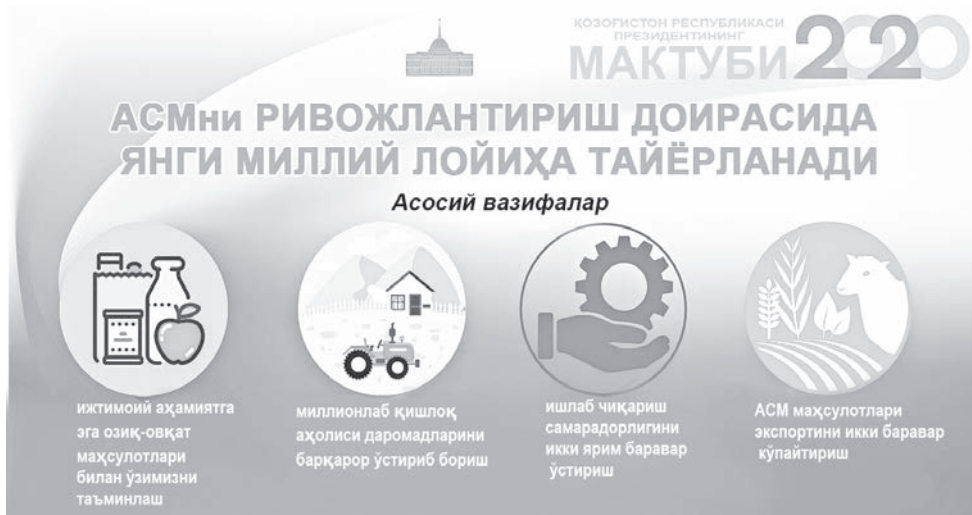 ҚОЗОҒИСТОН РЕСПУБЛИКАСИ
ПРЕЗИДЕНТИНИНГ
МАКТУБИ 2020
АСМни РИВОЖЛАНТИРИШ ДОИРАСИДА
ЯНГИ МИЛЛИЙ ЛОЙИҲА ТАЙЁРЛАНАДИ
Асосий вазифалар
ижтимоий аҳамиятга
эга озиқ-овқат
маҳсулотлари
билан ўзимизни
таъминлаш
миллионлаб қишлоқ
аҳолиси даромадларини
барқарор ўстириб бориш
ишлаб чиқариш
самарадорлигини
икки ярим баравар
ўстириш
АСМ маҳсулотлари
экспортини икки баравар
кўпайтириш